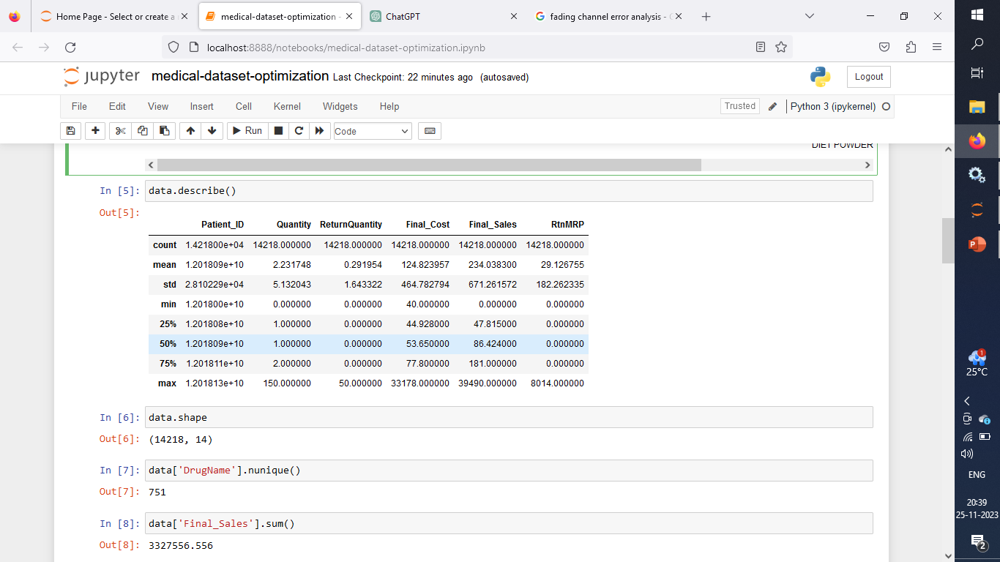 Home Page - Select or create a
medical-dataset-optimization -
ChatGPT
fading channel error analysis -
localhost:8888/notebooks/medical-dataset-optimization.ipynb
jupyter medical-dataset-optimization Last Checkpoint: 22 minutes ago (autosaved)
Logout
File Edit View Insert Cell Kernel Widgets Help
Trusted
Python 3 (ipykernel)
Run
Code
DIET POWDER
In [5]: data.describe()
Out[5]:
Patient_ID Quantity ReturnQuantity Final_Cost Final_Sales RtnMRP
count 1.421800e+04 14218.000000 14218.000000 14218.000000 14218.000000 14218.000000
mean 1.201809e+10 2.231748 0.291954 124.823957 234.038300 29.126755
std 2.810229e+04 5.132043 1.643322 464.782794 671.261572 182.262335
min 1.201800e+10 0.000000 0.000000 40.000000 0.000000 0.000000
25% 1.201808e+10 1.000000 0.000000 44.928000 47.815000 0.000000
50% 1.201809e+10 1.000000 0.000000 53.650000 86.424000 0.000000
75% 1.201811e+10 2.000000 0.000000 77.800000 181.000000 0.000000
max 1.201813e+10 150.000000 50.000000 33178.000000 39490.000000 8014.000000
In [6]: data.shape
Out[6]: (14218, 14)
In [7]: data['DrugName'].nunique()
Out[7]: 751
In [8]: data['Final_Sales'].sum()
Out[8]: 3327556.556
1
25°C
ENG
20:39
25-11-2023
2